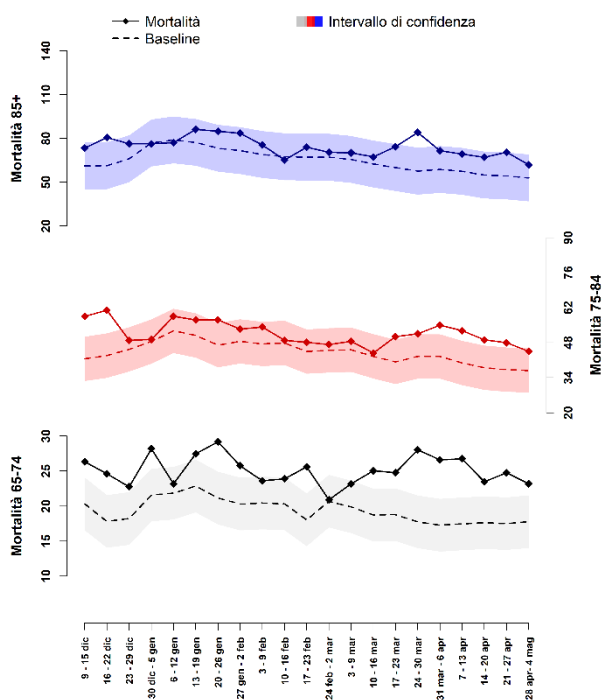 Mortalità
Baseline
Intervallo di confidenza
Mortalità 85+
140
110
80
50
20
Mortalità 75-84
90
76
62
48
34
20
Mortalità 65-74
30
25
20
15
10
9 - 15 dic
16 - 22 dic
23 - 29 dic
30 dic - 5 gen
6 - 12 gen
13 - 19 gen
20 - 26 gen
27 gen - 2 feb
3 - 9 feb
10 - 16 feb
17 - 23 feb
24 feb - 2 mar
3 - 9 mar
10 - 16 mar
17 - 23 mar
24 - 30 mar
31 mar - 6 apr
7 - 13 apr
14 - 20 apr
21 - 27 apr
28 apr- 4 mag